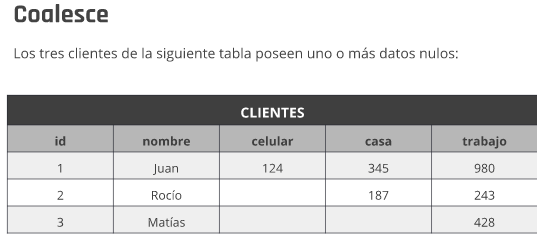 Coalesce
Los tres clientes de la siguiente tabla poseen uno o más datos nulos:
CLIENTES
id nombre celular casa trabajo
1 Juan 124 345 980
2 Rocío 187 243
3 Matías 428